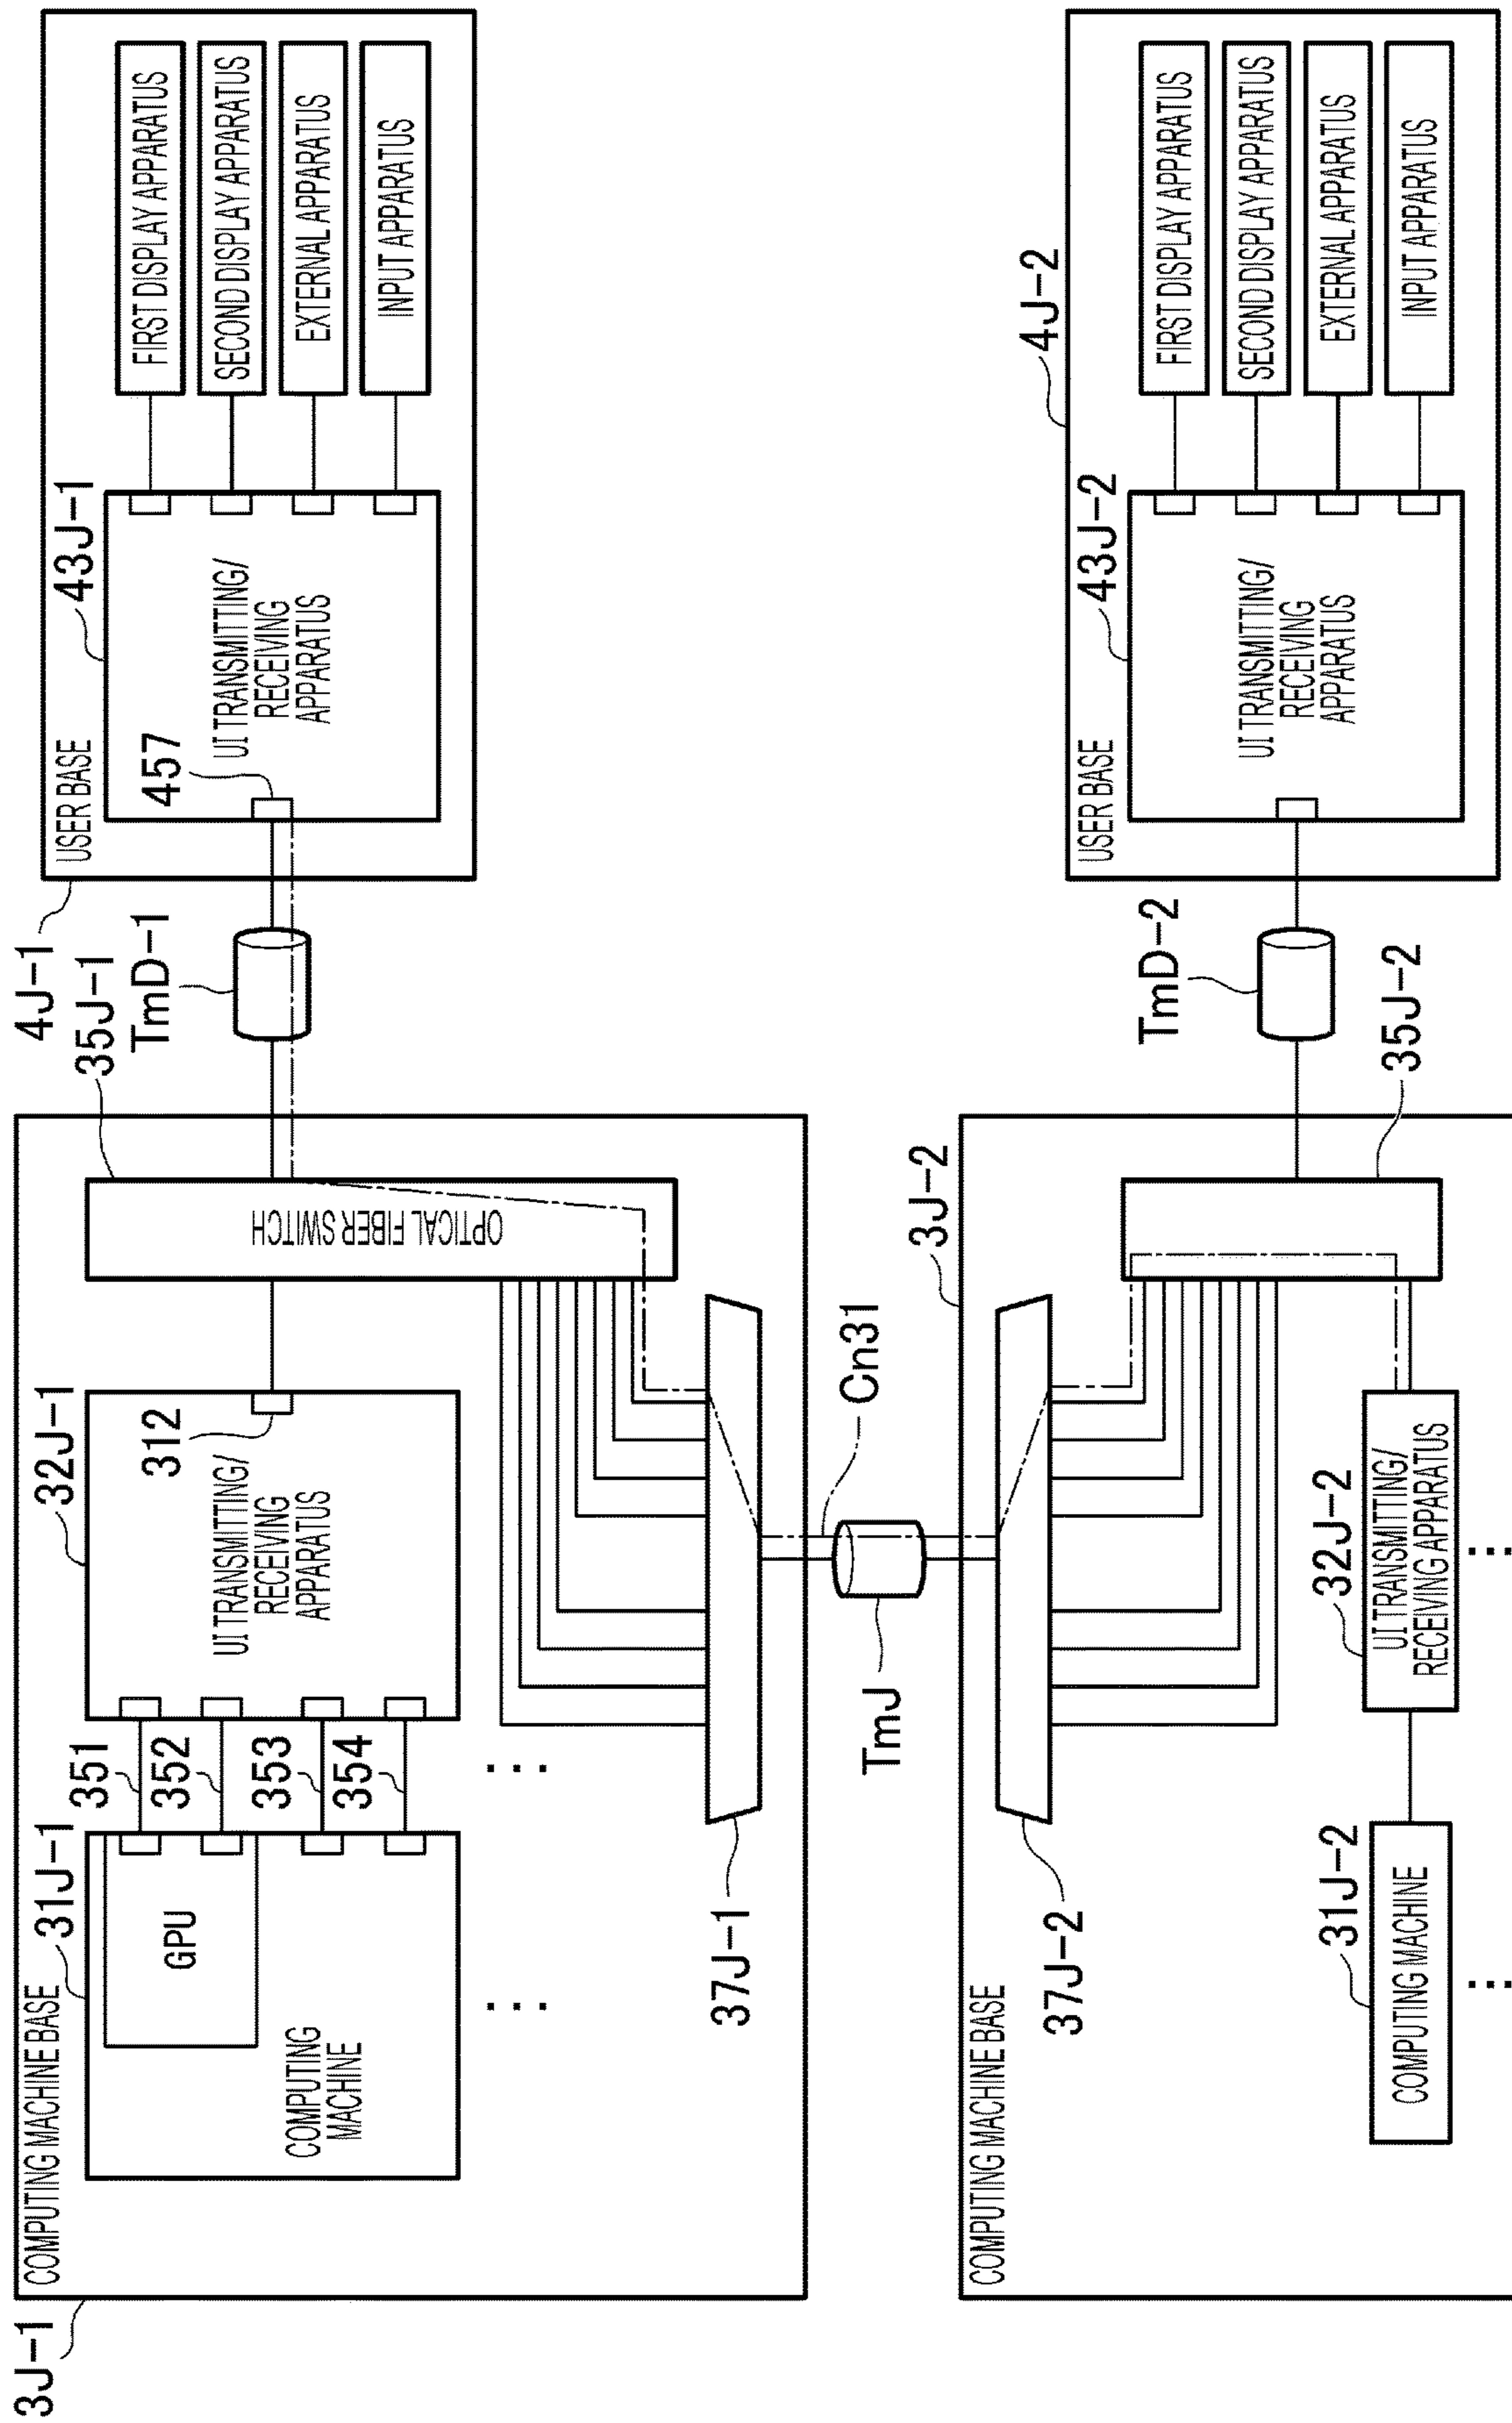 3J-1
COMPUTING MACHINE BASE
31J-1
GPU
COMPUTING
MACHINE
351
352
353
354
32J-1
UI TRANSMITTING/
RECEIVING
APPARATUS
312
35J-1
OPTICAL FIBER SWITCH
...
...
37J-1
4J-1
TmD-1
USER BASE
457
43J-1
UI TRANSMITTING/
RECEIVING
APPARATUS
FIRST DISPLAY APPARATUS
SECOND DISPLAY APPARATUS
EXTERNAL APPARATUS
INPUT APPARATUS
TmJ
Cn31
3J-2
COMPUTING MACHINE BASE
37J-2
31J-2
COMPUTING MACHINE
32J-2
UI TRANSMITTING/
RECEIVING APPARATUS
...
...
35J-2
TmD-2
4J-2
USER BASE
43J-2
UI TRANSMITTING/
RECEIVING
APPARATUS
FIRST DISPLAY APPARATUS
SECOND DISPLAY APPARATUS
EXTERNAL APPARATUS
INPUT APPARATUS